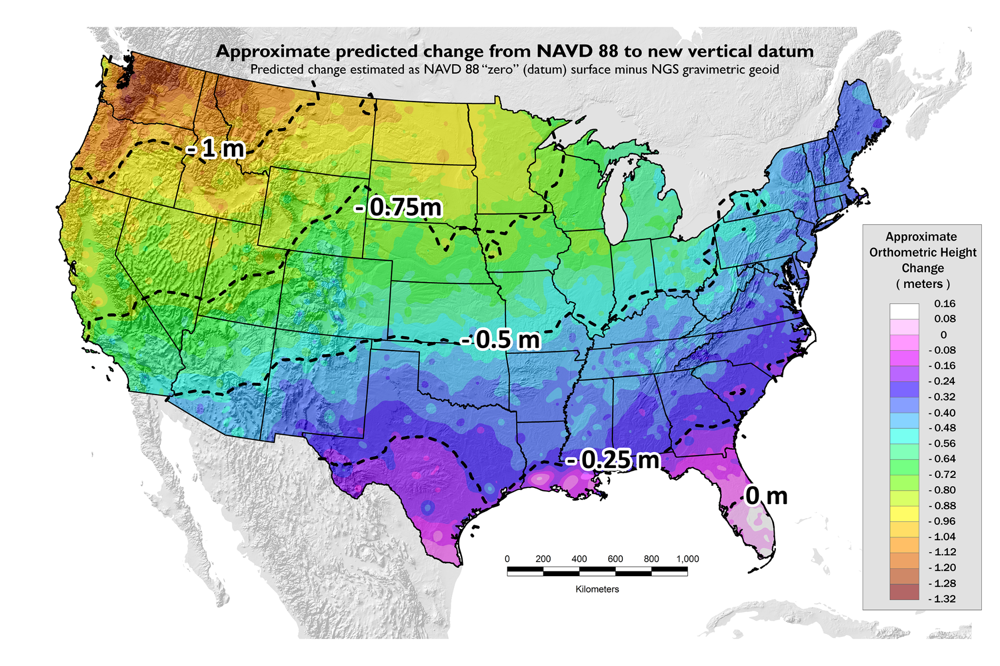 Approximate predicted change from NAVD 88 to new vertical datum
Predicted change estimated as NAVD 88 “zero” (datum) surface minus NGS gravimetric geoid
- 1 m
- 0.75m
- 0.5 m
- 0.25 m
0 m
Approximate
Orthometric Height
Change
( meters )
0.16
0.08
0
- 0.08
- 0.16
- 0.24
- 0.32
- 0.40
- 0.48
- 0.56
- 0.64
- 0.72
- 0.80
- 0.88
- 0.96
- 1.04
- 1.12
- 1.20
- 1.28
- 1.32
0 200 400 600 800 1,000
Kilometers